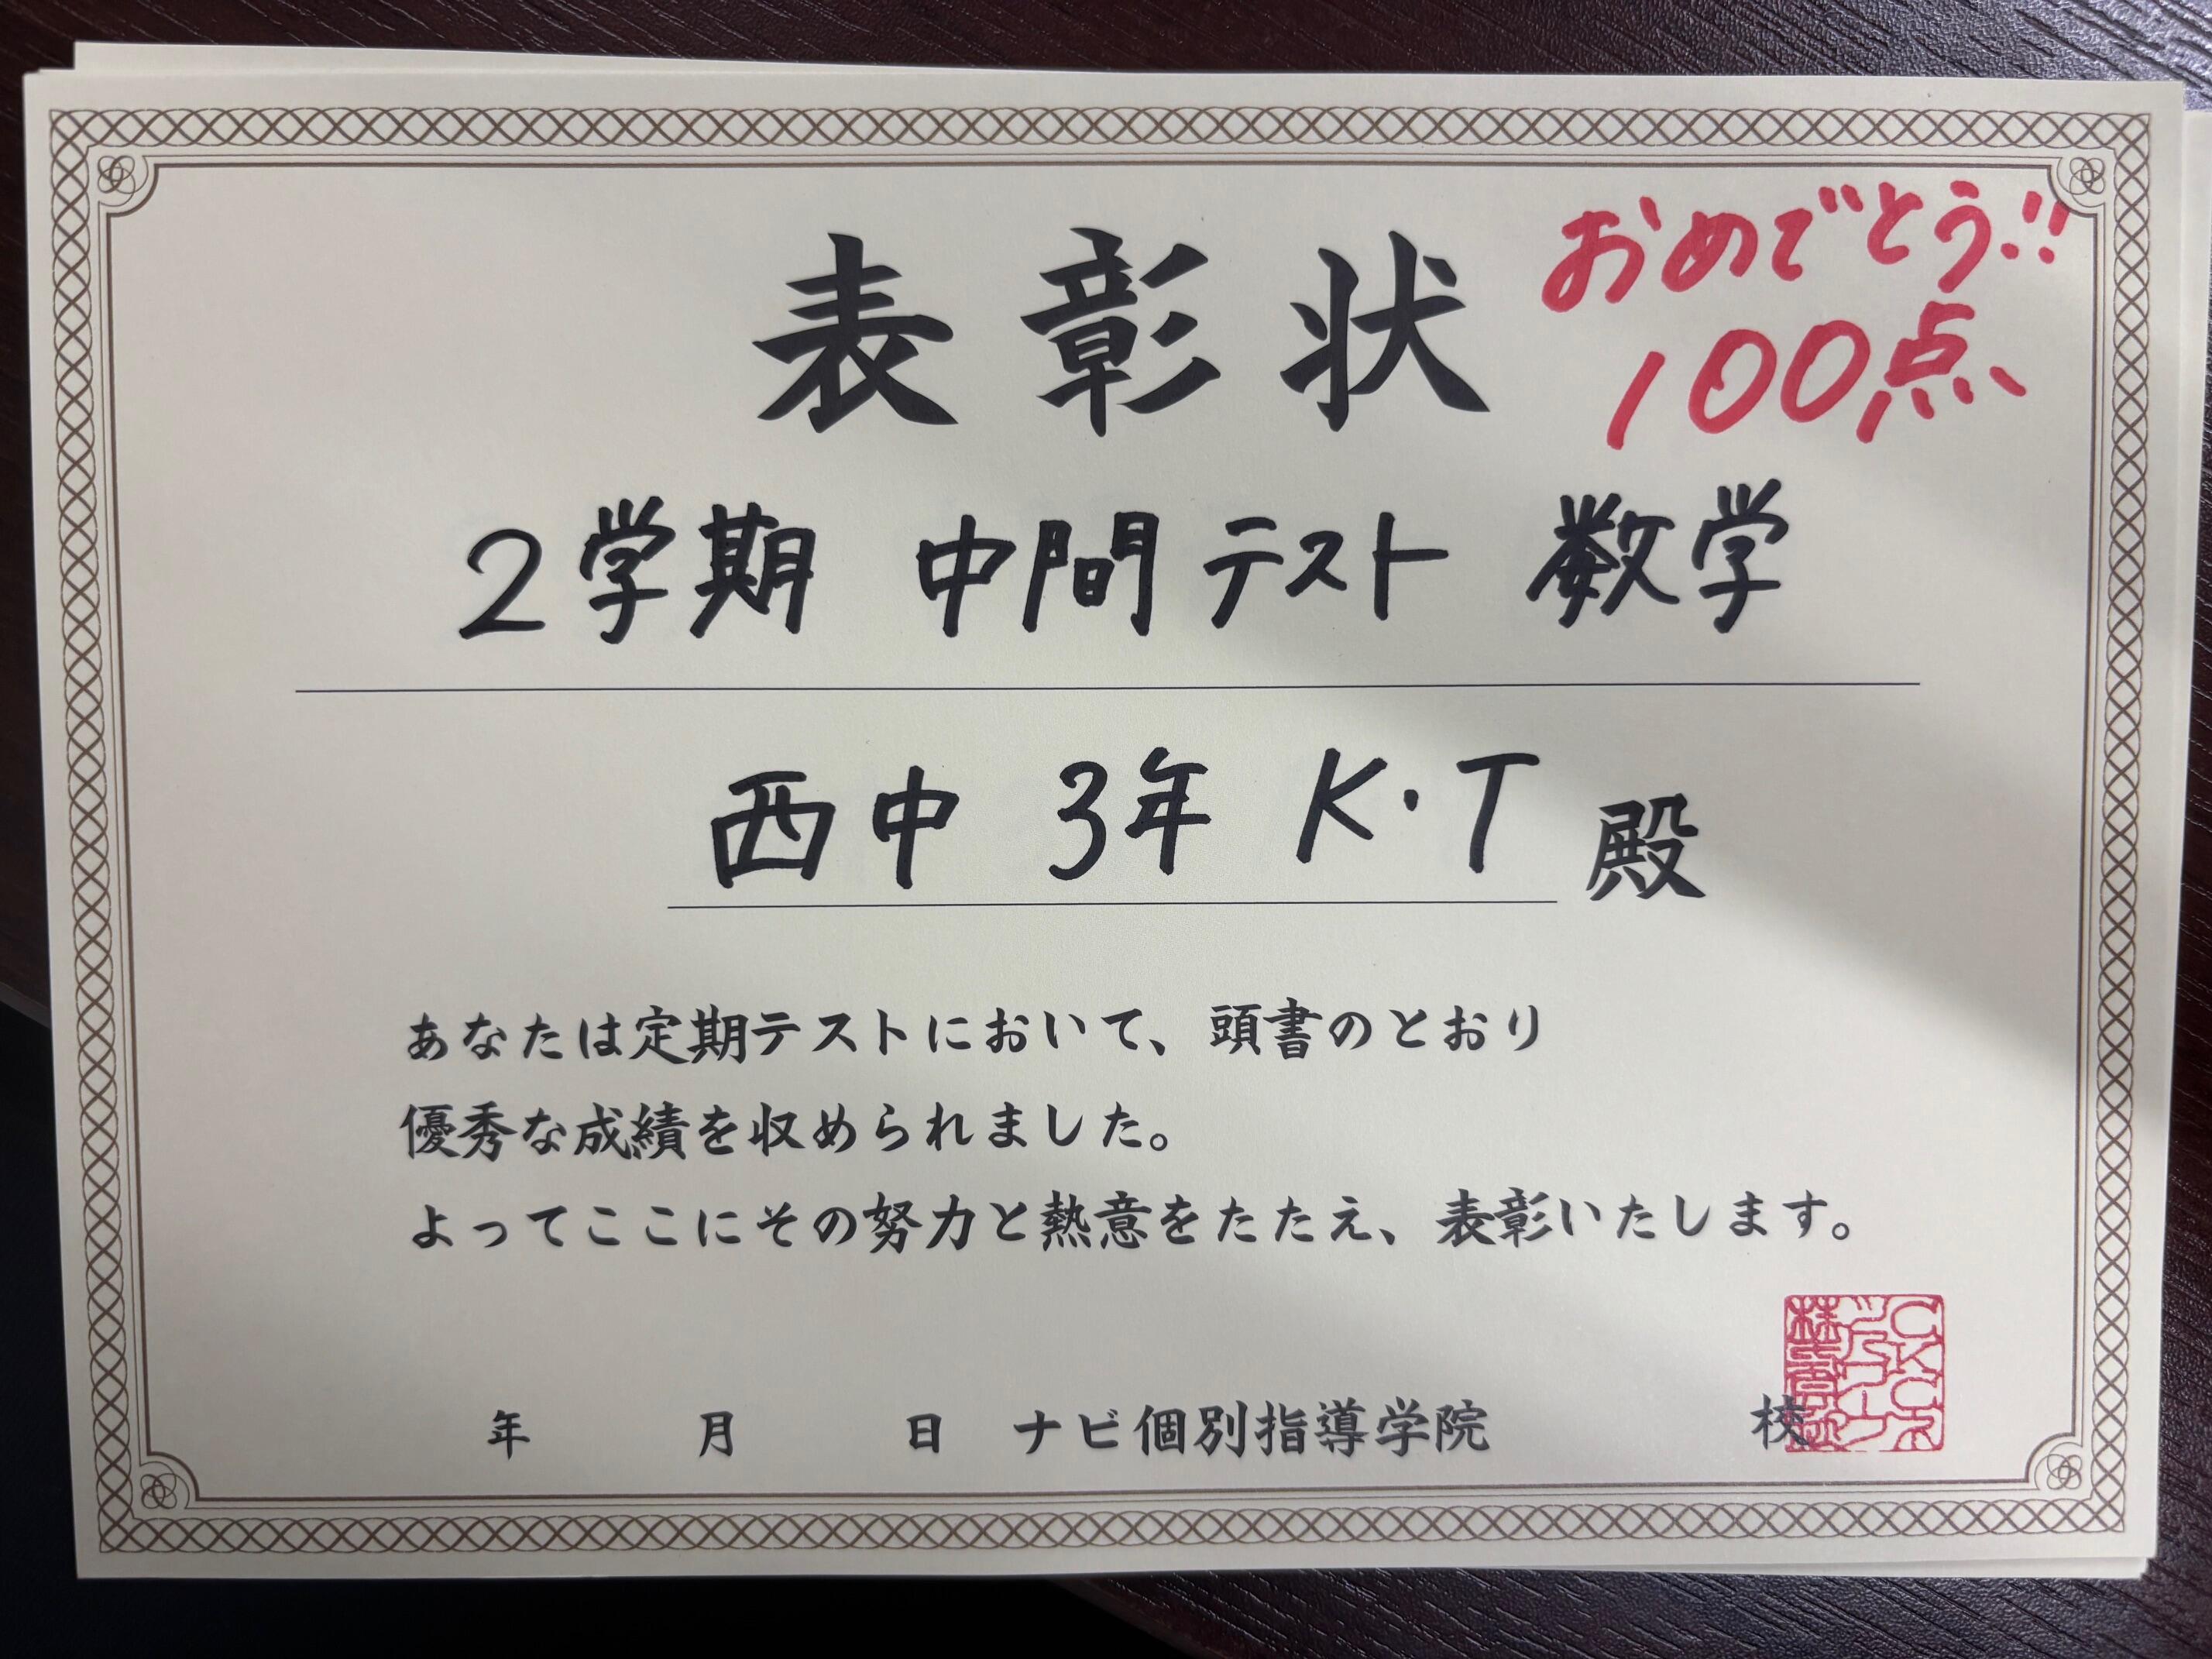 表彰状
おめでとう!!
100点
2学期 中間テスト 数学
西中 3年 K・T 殿
あなたは定期テストにおいて、頭書のとおり
優秀な成績を収められました。
よってここにその努力と熱意をたたえ、表彰いたします。
年 月 日 ナビ個別指導学院 校